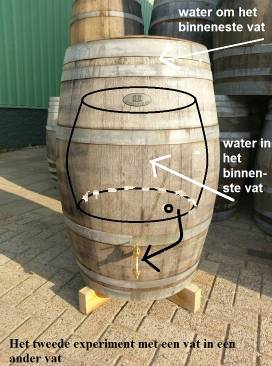 water om het
binneneste vat
water in
het
binnen-
ste vat
Het tweede experiment met een vat in een
ander vat